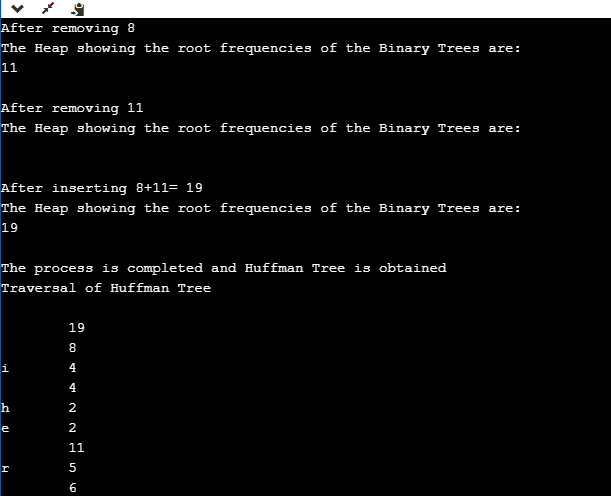 After removing 8
The Heap showing the root frequencies of the Binary Trees are:
11
After removing 11
The Heap showing the root frequencies of the Binary Trees are:
After inserting 8+11= 19
The Heap showing the root frequencies of the Binary Trees are:
19
The process is completed and Huffman Tree is obtained
Traversal of Huffman Tree
19
8
i 4
4
h 2
e 2
11
r 5
6